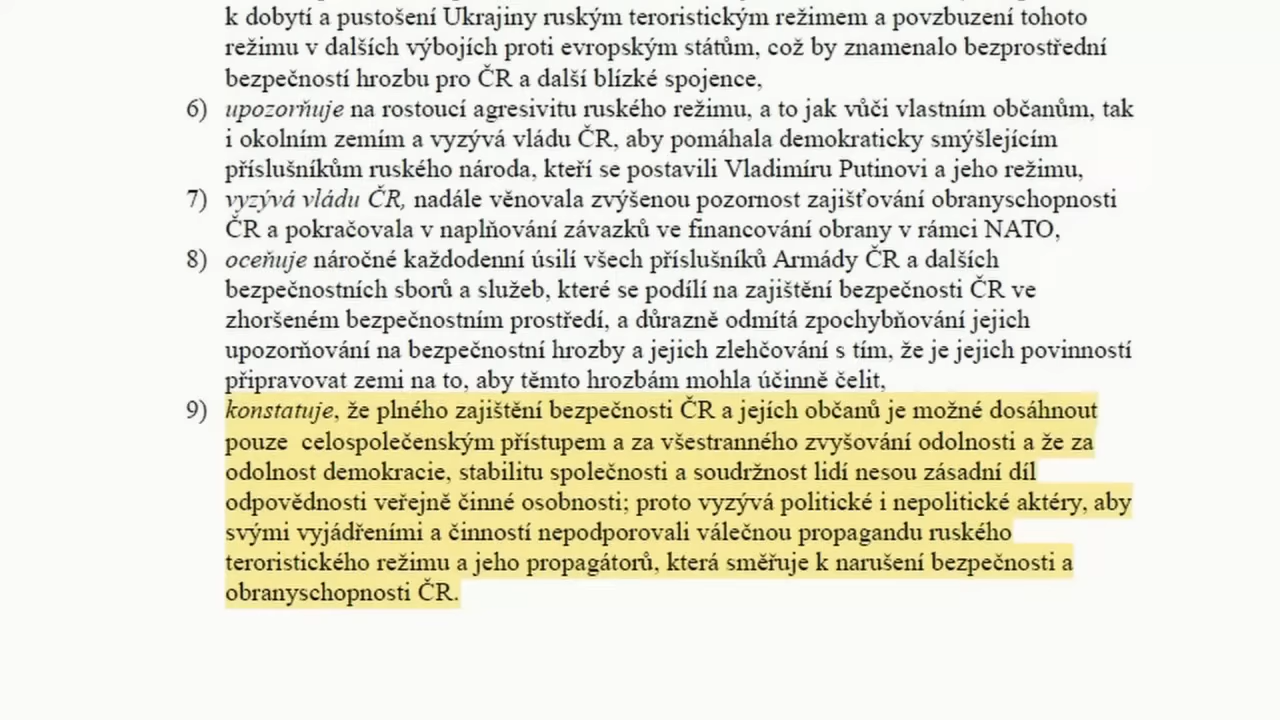 k dobytí a pustošení Ukrajiny ruským teroristickým režimem a povzbuzení tohoto
režimu v dalších výbojích proti evropským státům, což by znamenalo bezprostřední
bezpečností hrozbu pro ČR a další blízké spojence,
6) upozorňuje na rostoucí agresivitu ruského režimu, a to jak vůči vlastním občanům, tak
i okolním zemím a vyzývá vládu ČR, aby pomáhala demokraticky smýšlejícím
příslušníkům ruského národa, kteří se postavili Vladimíru Putinovi a jeho režimu,
7) vyzývá vládu ČR, nadále věnovala zvýšenou pozornost zajišťování obranyschopnosti
ČR a pokračovala v naplňování závazků ve financování obrany v rámci NATO,
8) oceňuje náročné každodenní úsilí všech příslušníků Armády ČR a dalších
bezpečnostních sborů a služeb, které se podílí na zajištění bezpečnosti ČR ve
zhoršeném bezpečnostním prostředí, a důrazně odmítá zpochybňování jejich
upozorňování na bezpečnostní hrozby a jejich zlehčování s tím, že je jejich povinností
připravovat zemi na to, aby těmto hrozbám mohla účinně čelit,
9) konstatuje, že plného zajištění bezpečnosti ČR a jejích občanů je možné dosáhnout
pouze celospolečenským přístupem a za všestranného zvyšování odolnosti a že za
odolnost demokracie, stabilitu společnosti a soudržnost lidí nesou zásadní díl
odpovědnosti veřejně činné osobnosti; proto vyzývá politické i nepolitické aktéry, aby
svými vyjádřeními a činností nepodporovali válečnou propagandu ruského
teroristického režimu a jeho propagátorů, která směřuje k narušení bezpečnosti a
obranyschopnosti ČR.